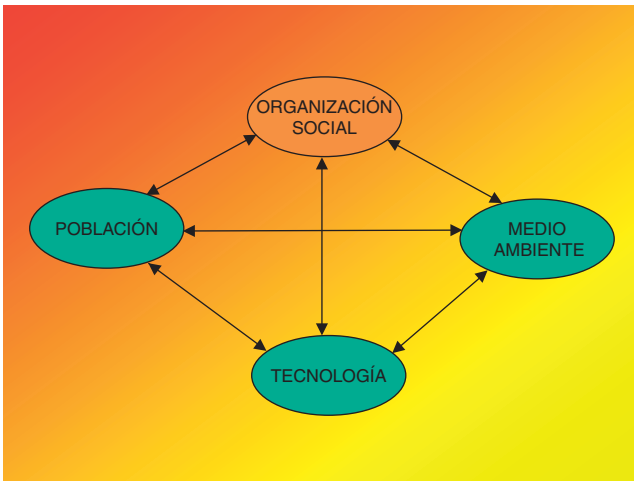 ORGANIZACIÓN
SOCIAL
POBLACIÓN
MEDIO
AMBIENTE
TECNOLOGÍA